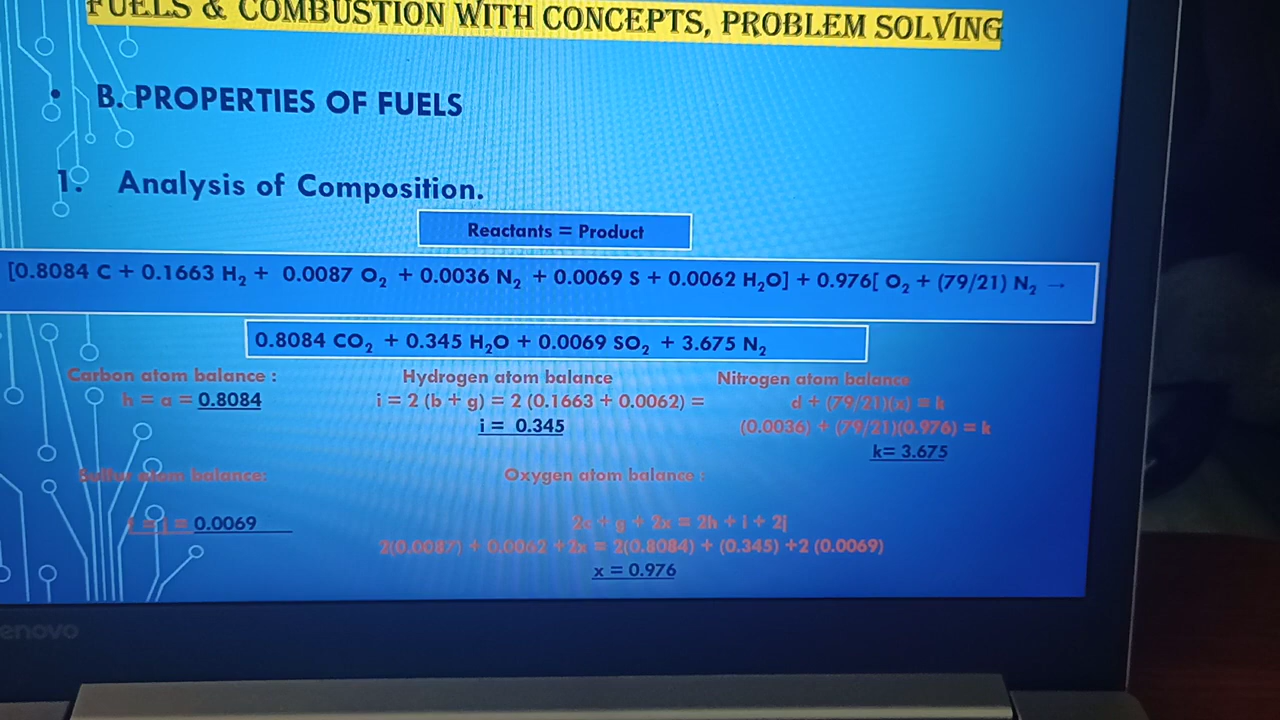 FUELS & COMBUSTION WITH CONCEPTS, PROBLEM SOLVING
• B. PROPERTIES OF FUELS
1. Analysis of Composition.
Reactants = Product
[0.8084 C + 0.1663 H₂ + 0.0087 O₂ + 0.0036 N₂ + 0.0069 S + 0.0062 H₂O] + 0.976[ O₂ + (79/21) N₂ →
0.8084 CO₂ + 0.345 H₂O + 0.0069 SO₂ + 3.675 N₂
Carbon atom balance :
h = a = 0.8084
Hydrogen atom balance
i = 2 (b + g) = 2 (0.1663 + 0.0062) =
i = 0.345
Nitrogen atom balance
d + (79/21)(x) = k
(0.0036) + (79/21)(0.976) = k
k= 3.675
Sulfur atom balance:
= 0.0069
Oxygen atom balance :
2c + g + 2x = 2h + i + 2j
2(0.0087) + 0.0062 +2x = 2(0.8084) + (0.345) +2 (0.0069)
x = 0.976
enovo